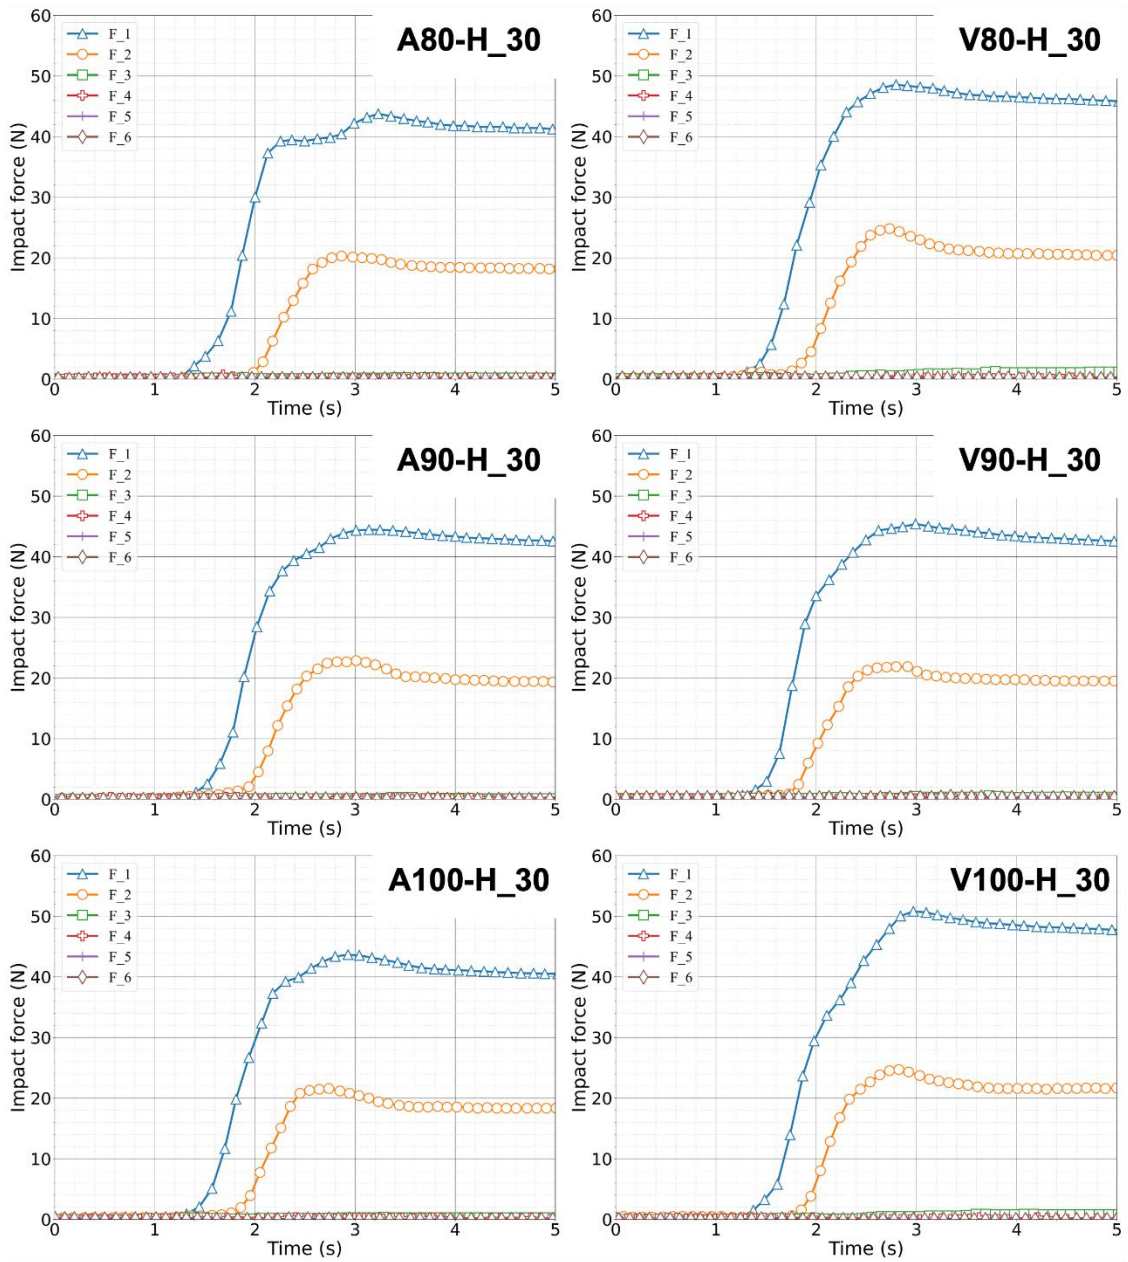 A80-H_30
Impact force (N)
60
50
40
30
20
10
0
F_1
F_2
F_3
F_4
F_5
F_6
0 1 2 3 4 5
Time (s)
V80-H_30
Impact force (N)
60
50
40
30
20
10
0
F_1
F_2
F_3
F_4
F_5
F_6
0 1 2 3 4 5
Time (s)
A90-H_30
Impact force (N)
60
50
40
30
20
10
0
F_1
F_2
F_3
F_4
F_5
F_6
0 1 2 3 4 5
Time (s)
V90-H_30
Impact force (N)
60
50
40
30
20
10
0
F_1
F_2
F_3
F_4
F_5
F_6
0 1 2 3 4 5
Time (s)
A100-H_30
Impact force (N)
60
50
40
30
20
10
0
F_1
F_2
F_3
F_4
F_5
F_6
0 1 2 3 4 5
Time (s)
V100-H_30
Impact force (N)
60
50
40
30
20
10
0
F_1
F_2
F_3
F_4
F_5
F_6
0 1 2 3 4 5
Time (s)